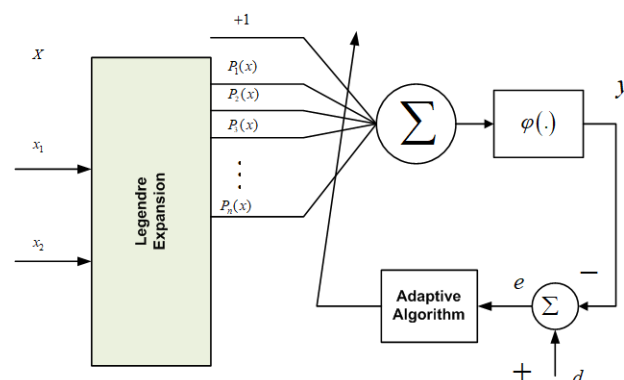 +1
X
P₁(x)
P₂(x)
P₃(x)
⋮
Pₙ(x)
x₁
x₂
Legendre
Expansion
Σ
φ(.)
y
−
e
Σ
Adaptive
Algorithm
+
d